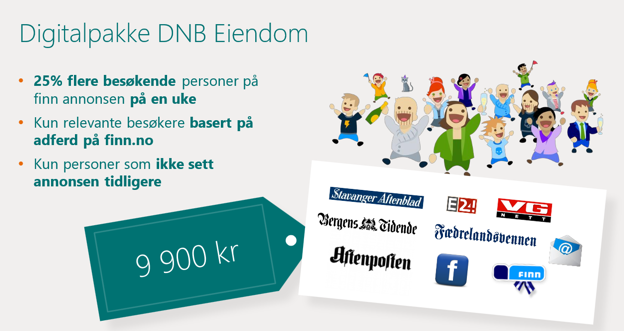 Digitalpakke DNB Eiendom
• 25% flere besøkende personer på
finn annonsen på en uke
• Kun relevante besøkere basert på
adferd på finn.no
• Kun personer som ikke sett
annonsen tidligere
9 900 kr
Stavanger Aftenblad
E24!
VG
NETT
Bergens Tidende
Fædrelandsvennen
@
Aftenposten
f
FINN